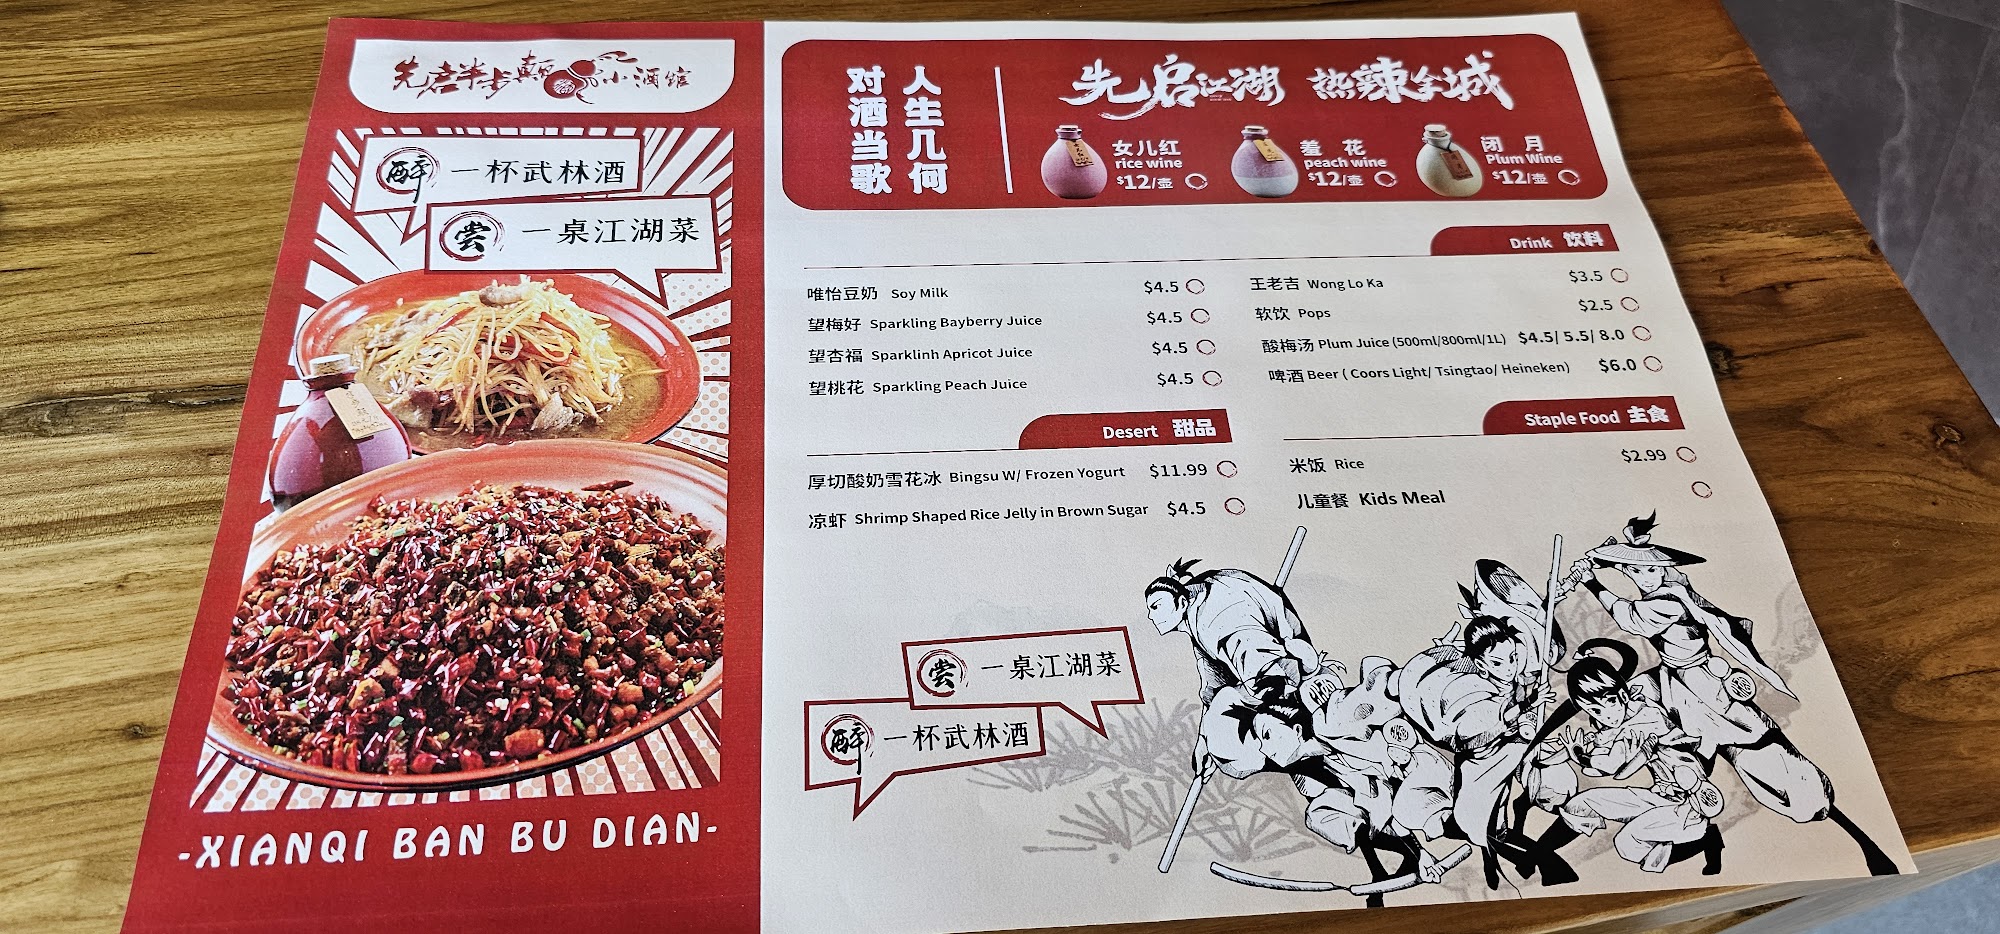 先启半步颠小酒馆
醉 一杯武林酒
尝 一桌江湖菜
-XIANQI BAN BU DIAN-
人生几何
对酒当歌
先启江湖 热辣全城
女儿红
rice wine
$12/壶
羞花
peach wine
$12/壶
闭月
Plum Wine
$12/壶
Drink 饮料
唯怡豆奶 Soy Milk $4.5
望梅好 Sparkling Bayberry Juice $4.5
望杏福 Sparklinh Apricot Juice $4.5
望桃花 Sparkling Peach Juice $4.5
王老吉 Wong Lo Ka $3.5
软饮 Pops $2.5
酸梅汤 Plum Juice (500ml/800ml/1L) $4.5/ 5.5/ 8.0
啤酒 Beer ( Coors Light/ Tsingtao/ Heineken) $6.0
Desert 甜品
厚切酸奶雪花冰 Bingsu W/ Frozen Yogurt $11.99
凉虾 Shrimp Shaped Rice Jelly in Brown Sugar $4.5
Staple Food 主食
米饭 Rice $2.99
儿童餐 Kids Meal
尝 一桌江湖菜
醉 一杯武林酒